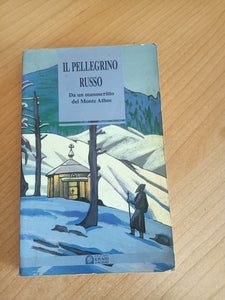 IL PELLEGRINO
RUSSO
Da un manoscritto
del Monte Athos